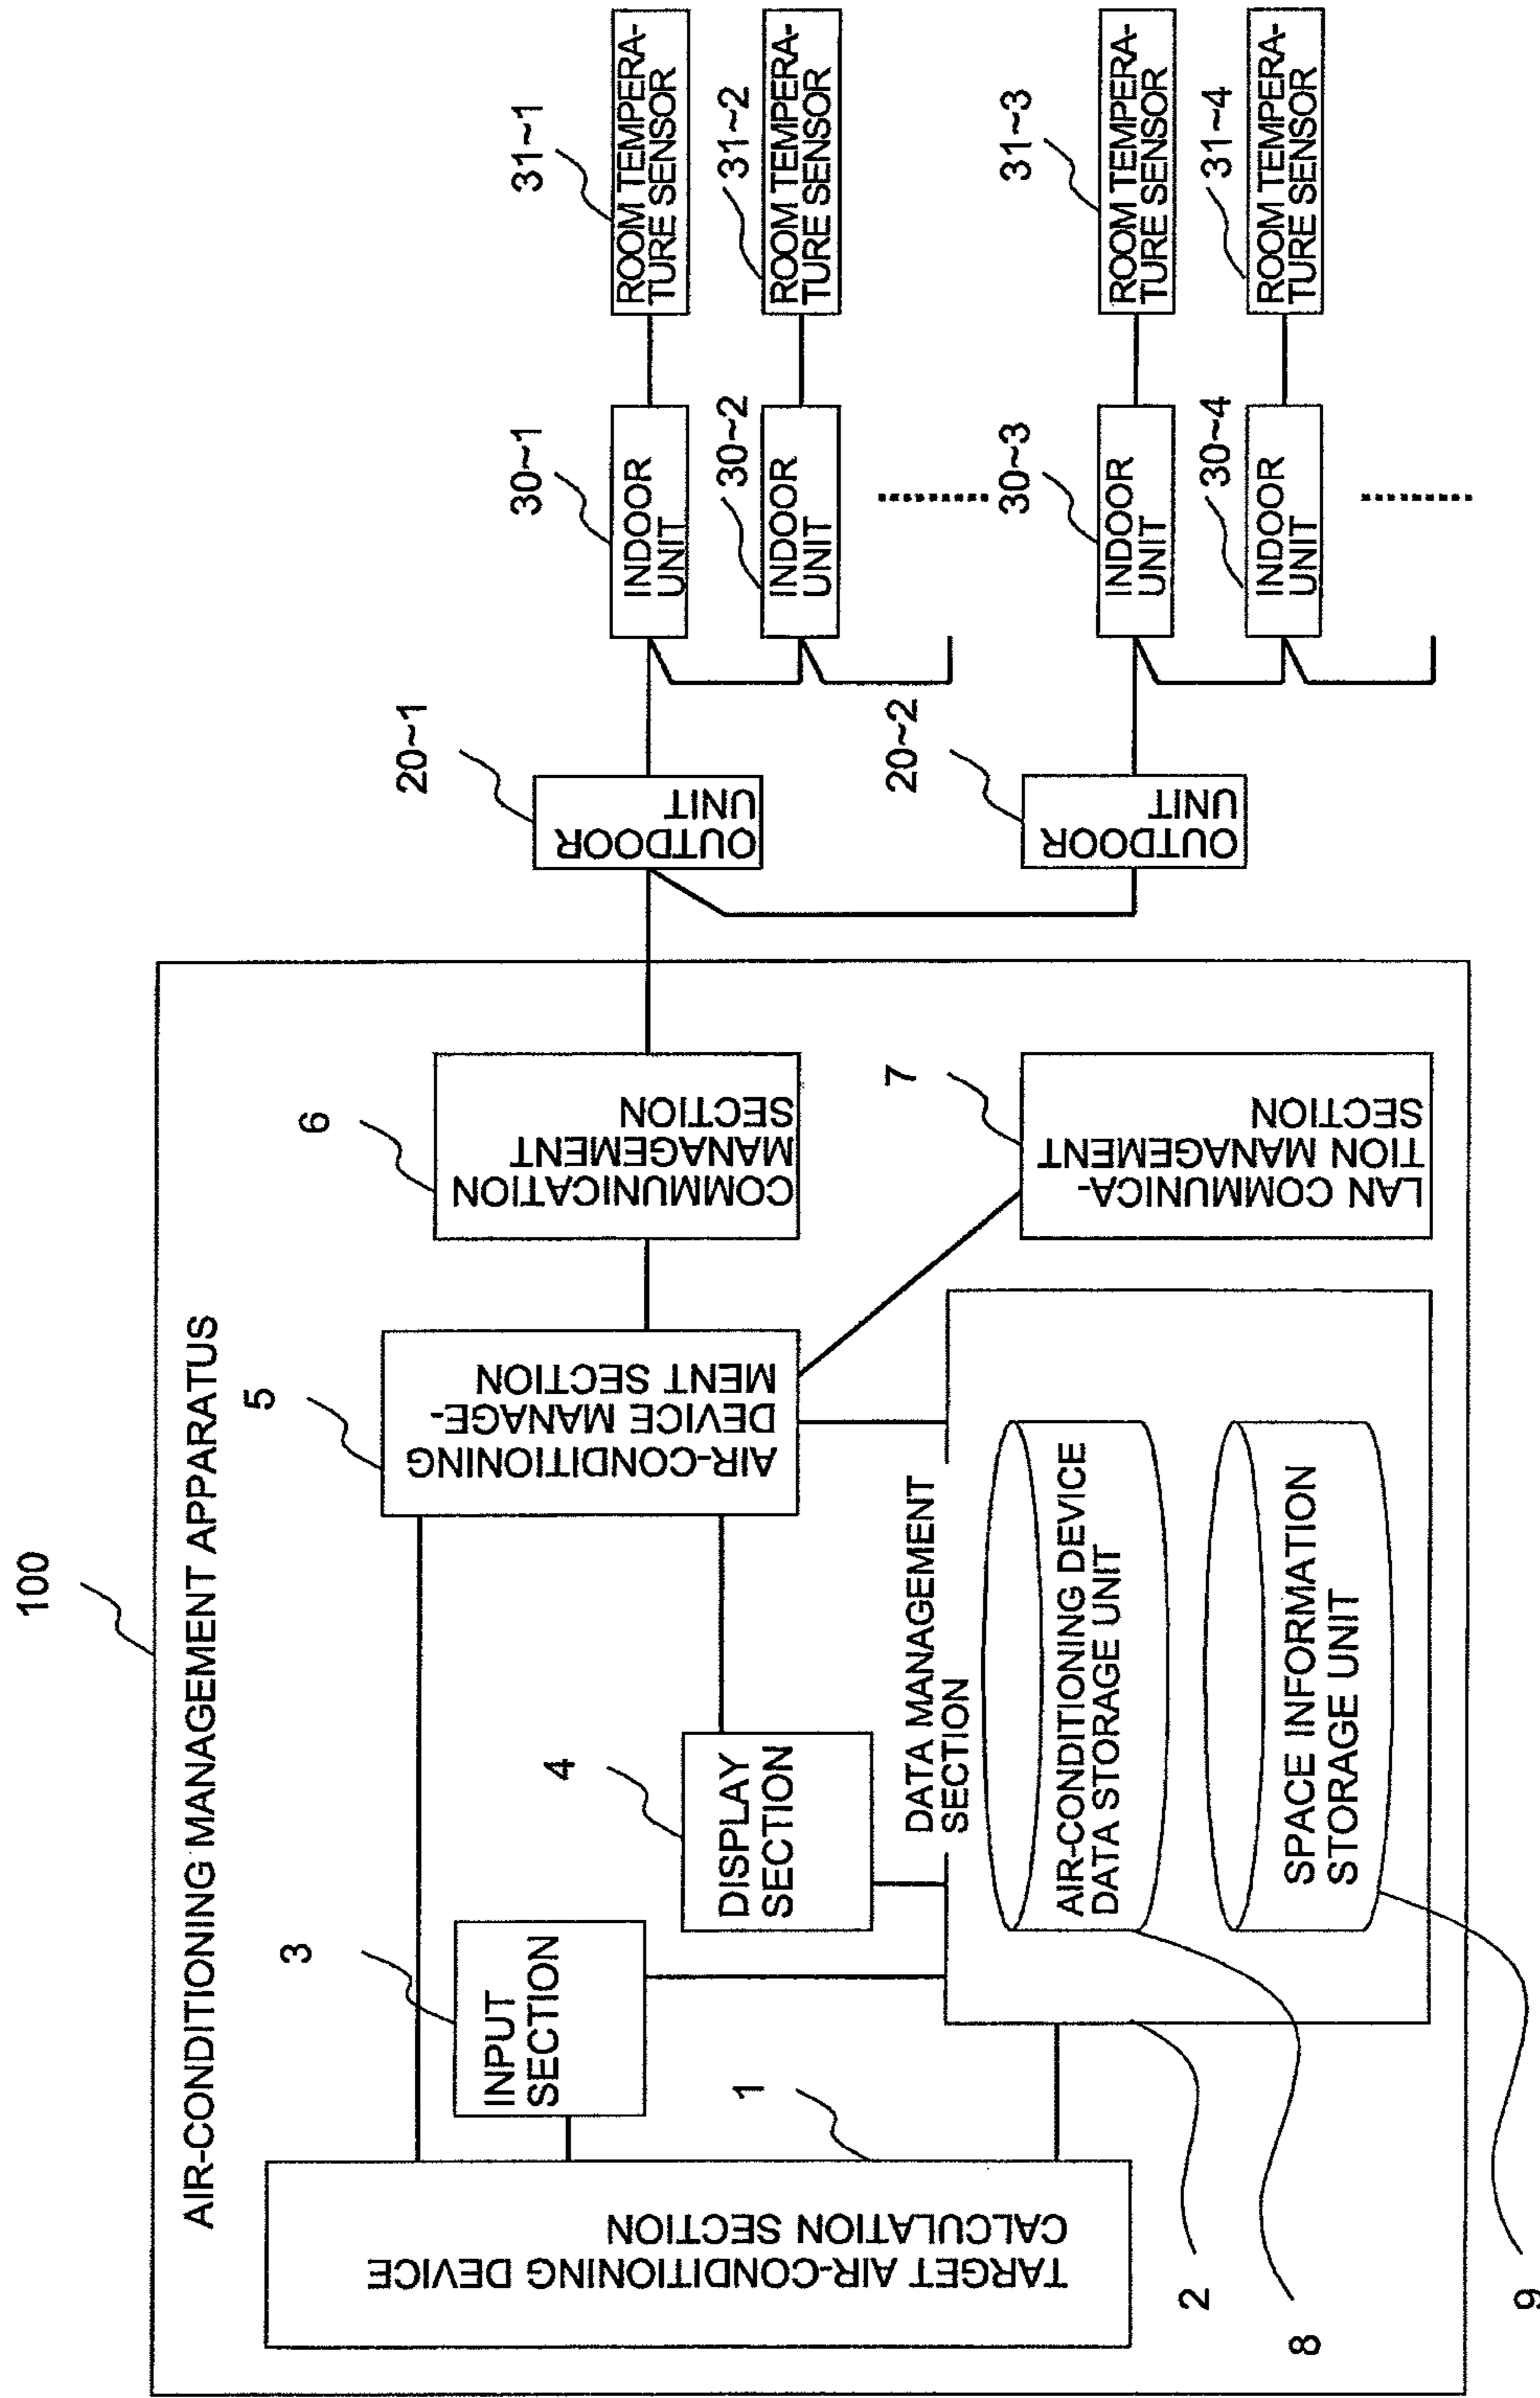 100
AIR-CONDITIONING MANAGEMENT APPARATUS
TARGET AIR-CONDITIONING DEVICE
CALCULATION SECTION
1
INPUT
SECTION
3
DISPLAY
SECTION
4
AIR-CONDITIONING
DEVICE MANAGE-
MENT SECTION
5
COMMUNICATION
MANAGEMENT
SECTION
6
LAN COMMUNICA-
TION MANAGEMENT
SECTION
7
DATA MANAGEMENT
SECTION
2
AIR-CONDITIONING DEVICE
DATA STORAGE UNIT
8
SPACE INFORMATION
STORAGE UNIT
9
OUTDOOR
UNIT
20~1
OUTDOOR
UNIT
20~2
INDOOR
UNIT
30~1
ROOM TEMPERA-
TURE SENSOR
31~1
INDOOR
UNIT
30~2
ROOM TEMPERA-
TURE SENSOR
31~2
INDOOR
UNIT
30~3
ROOM TEMPERA-
TURE SENSOR
31~3
INDOOR
UNIT
30~4
ROOM TEMPERA-
TURE SENSOR
31~4